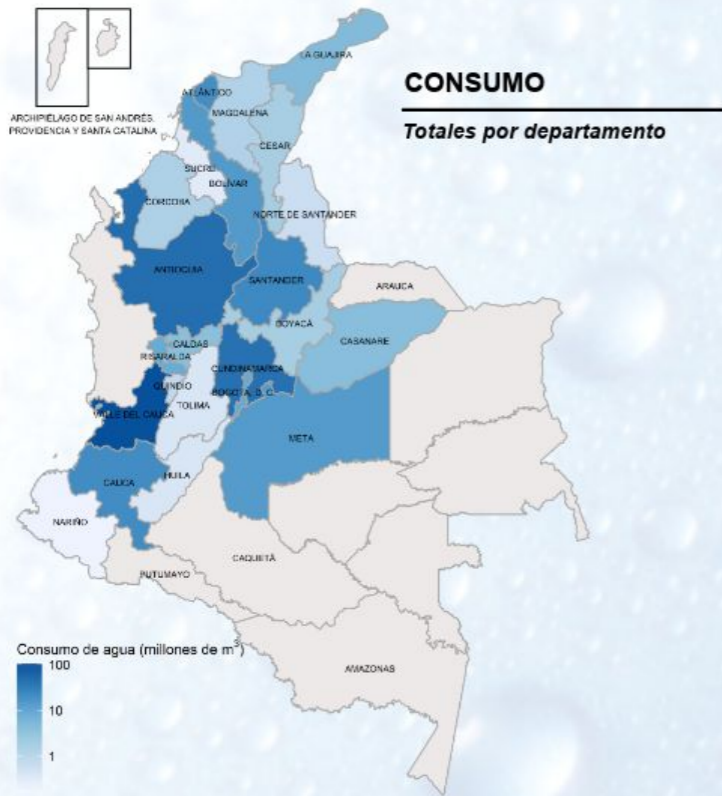 CONSUMO
Totales por departamento
ARCHIPIÉLAGO DE SAN ANDRÉS,
PROVIDENCIA Y SANTA CATALINA
LA GUAJIRA
ATLÁNTICO
MAGDALENA
CESAR
SUCRE
BOLÍVAR
CÓRDOBA
NORTE DE SANTANDER
ANTIOQUIA
SANTANDER
ARAUCA
BOYACÁ
CASANARE
CALDAS
RISARALDA
CUNDINAMARCA
QUINDÍO
BOGOTÁ, D. C.
TOLIMA
VALLE DEL CAUCA
META
HUILA
CAUCA
NARIÑO
CAQUETÁ
PUTUMAYO
AMAZONAS
Consumo de agua (millones de m³)
100
10
1